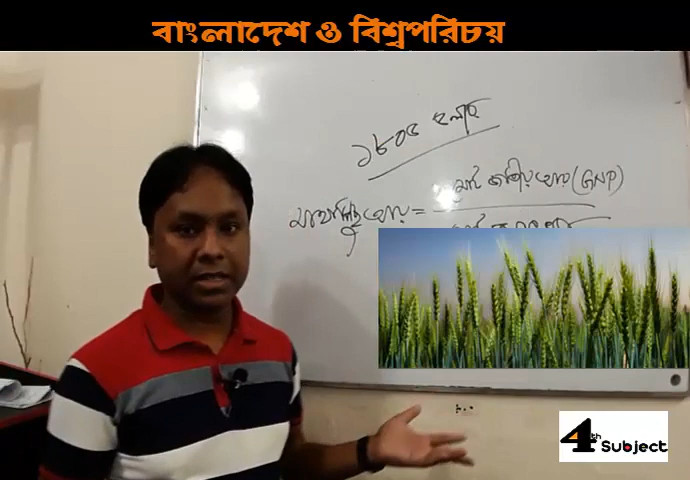 বাংলাদেশ ও বিশ্বপরিচয়
১৮০৫ ডলার
মাথাপিছু আয় = মোট জাতীয় আয় (GNP)
4th Subject